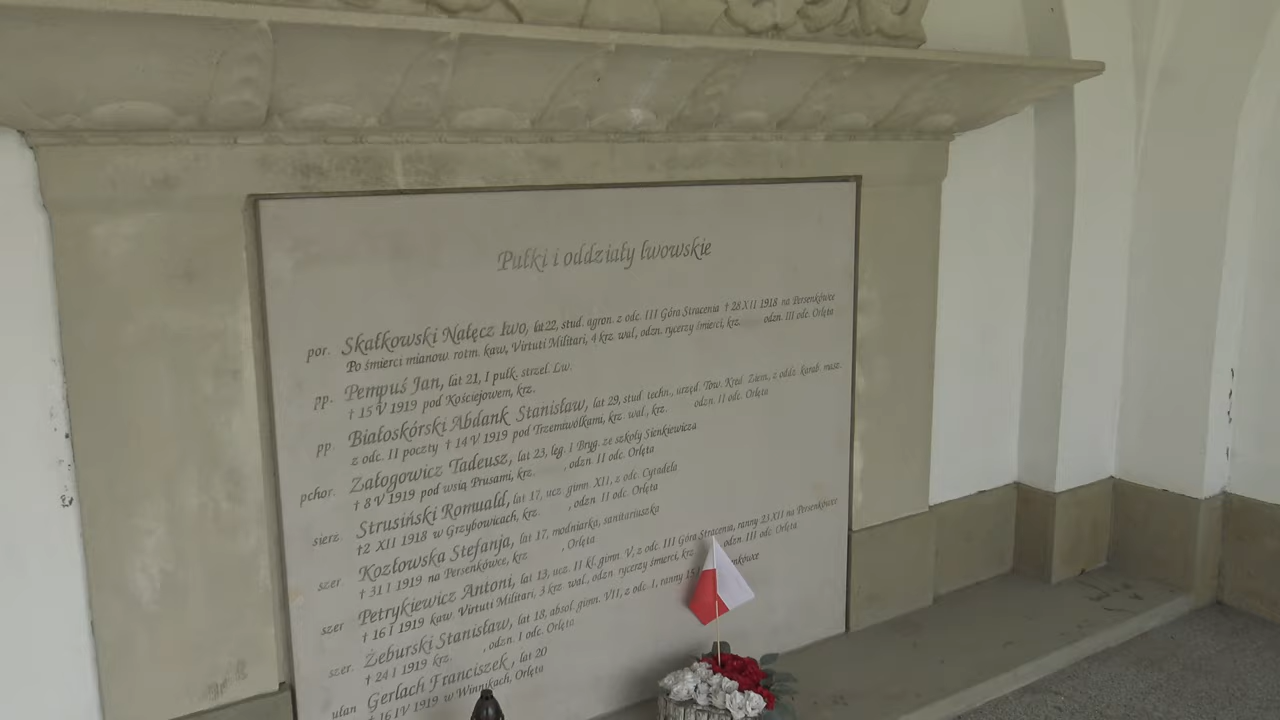 Pułki i oddziały lwowskie
por. Skałkowski Nałęcz Iwo, lat 22, stud. agron. z odc. III Góra Stracenia † 28 XII 1918 na Persenkówce
Po śmierci mianow. rotm. kaw, Virtuti Militari, 4 krz. wal, odzn. rycerzy śmierci, krz. odzn. III odc. Orlęta
pp. Pempuś Jan, lat 21, I pułk. strzel. Lw.
† 15 V 1919 pod Kościejowem, krz.
pp. Białoskórski Abdank Stanisław, lat 29, stud. techn., urzęd. Tow. Kred. Ziem., z oddz. karab. masz.
z odc. II poczty † 14 V 1919 pod Trzemiwólkami, krz. wal., krz. odzn. II odc. Orlęta
pchor. Załogowicz Tadeusz, lat 23, leg. I Bryg. ze szkoły Sienkiewicza
† 8 V 1919 pod wsią Prusami, krz. , odzn. II odc. Orlęta
sierż Strusiński Romuald, lat 17, ucz. gimn. XII, z odc. Cytadela
† 2 XII 1918 w Grzybowicach, krz. , odzn. II odc. Orlęta
szer Kozłowska Stefanja, lat 17, modniarka, sanitariuszka
† 31 I 1919 na Persenkówce, krz. , Orlęta
szer Petrykiewicz Antoni, lat 13, ucz. II kl. gimn. V, z odc. III Góra Stracenia, ranny 23 XII na Persenkówce
† 16 I 1919 kaw. Virtuti Militari, 3 krz. wal., odzn. rycerzy śmierci, krz. odzn. III odc. Orlęta
szer. Żeburski Stanisław, lat 18, absol. gimn. VII, z odc. I, ranny 15
† 24 I 1919 krz. , odzn. I odc. Orlęta
ułan Gerlach Franciszek, lat 20
† 16 IV 1919 w Winnikach, Orlęta